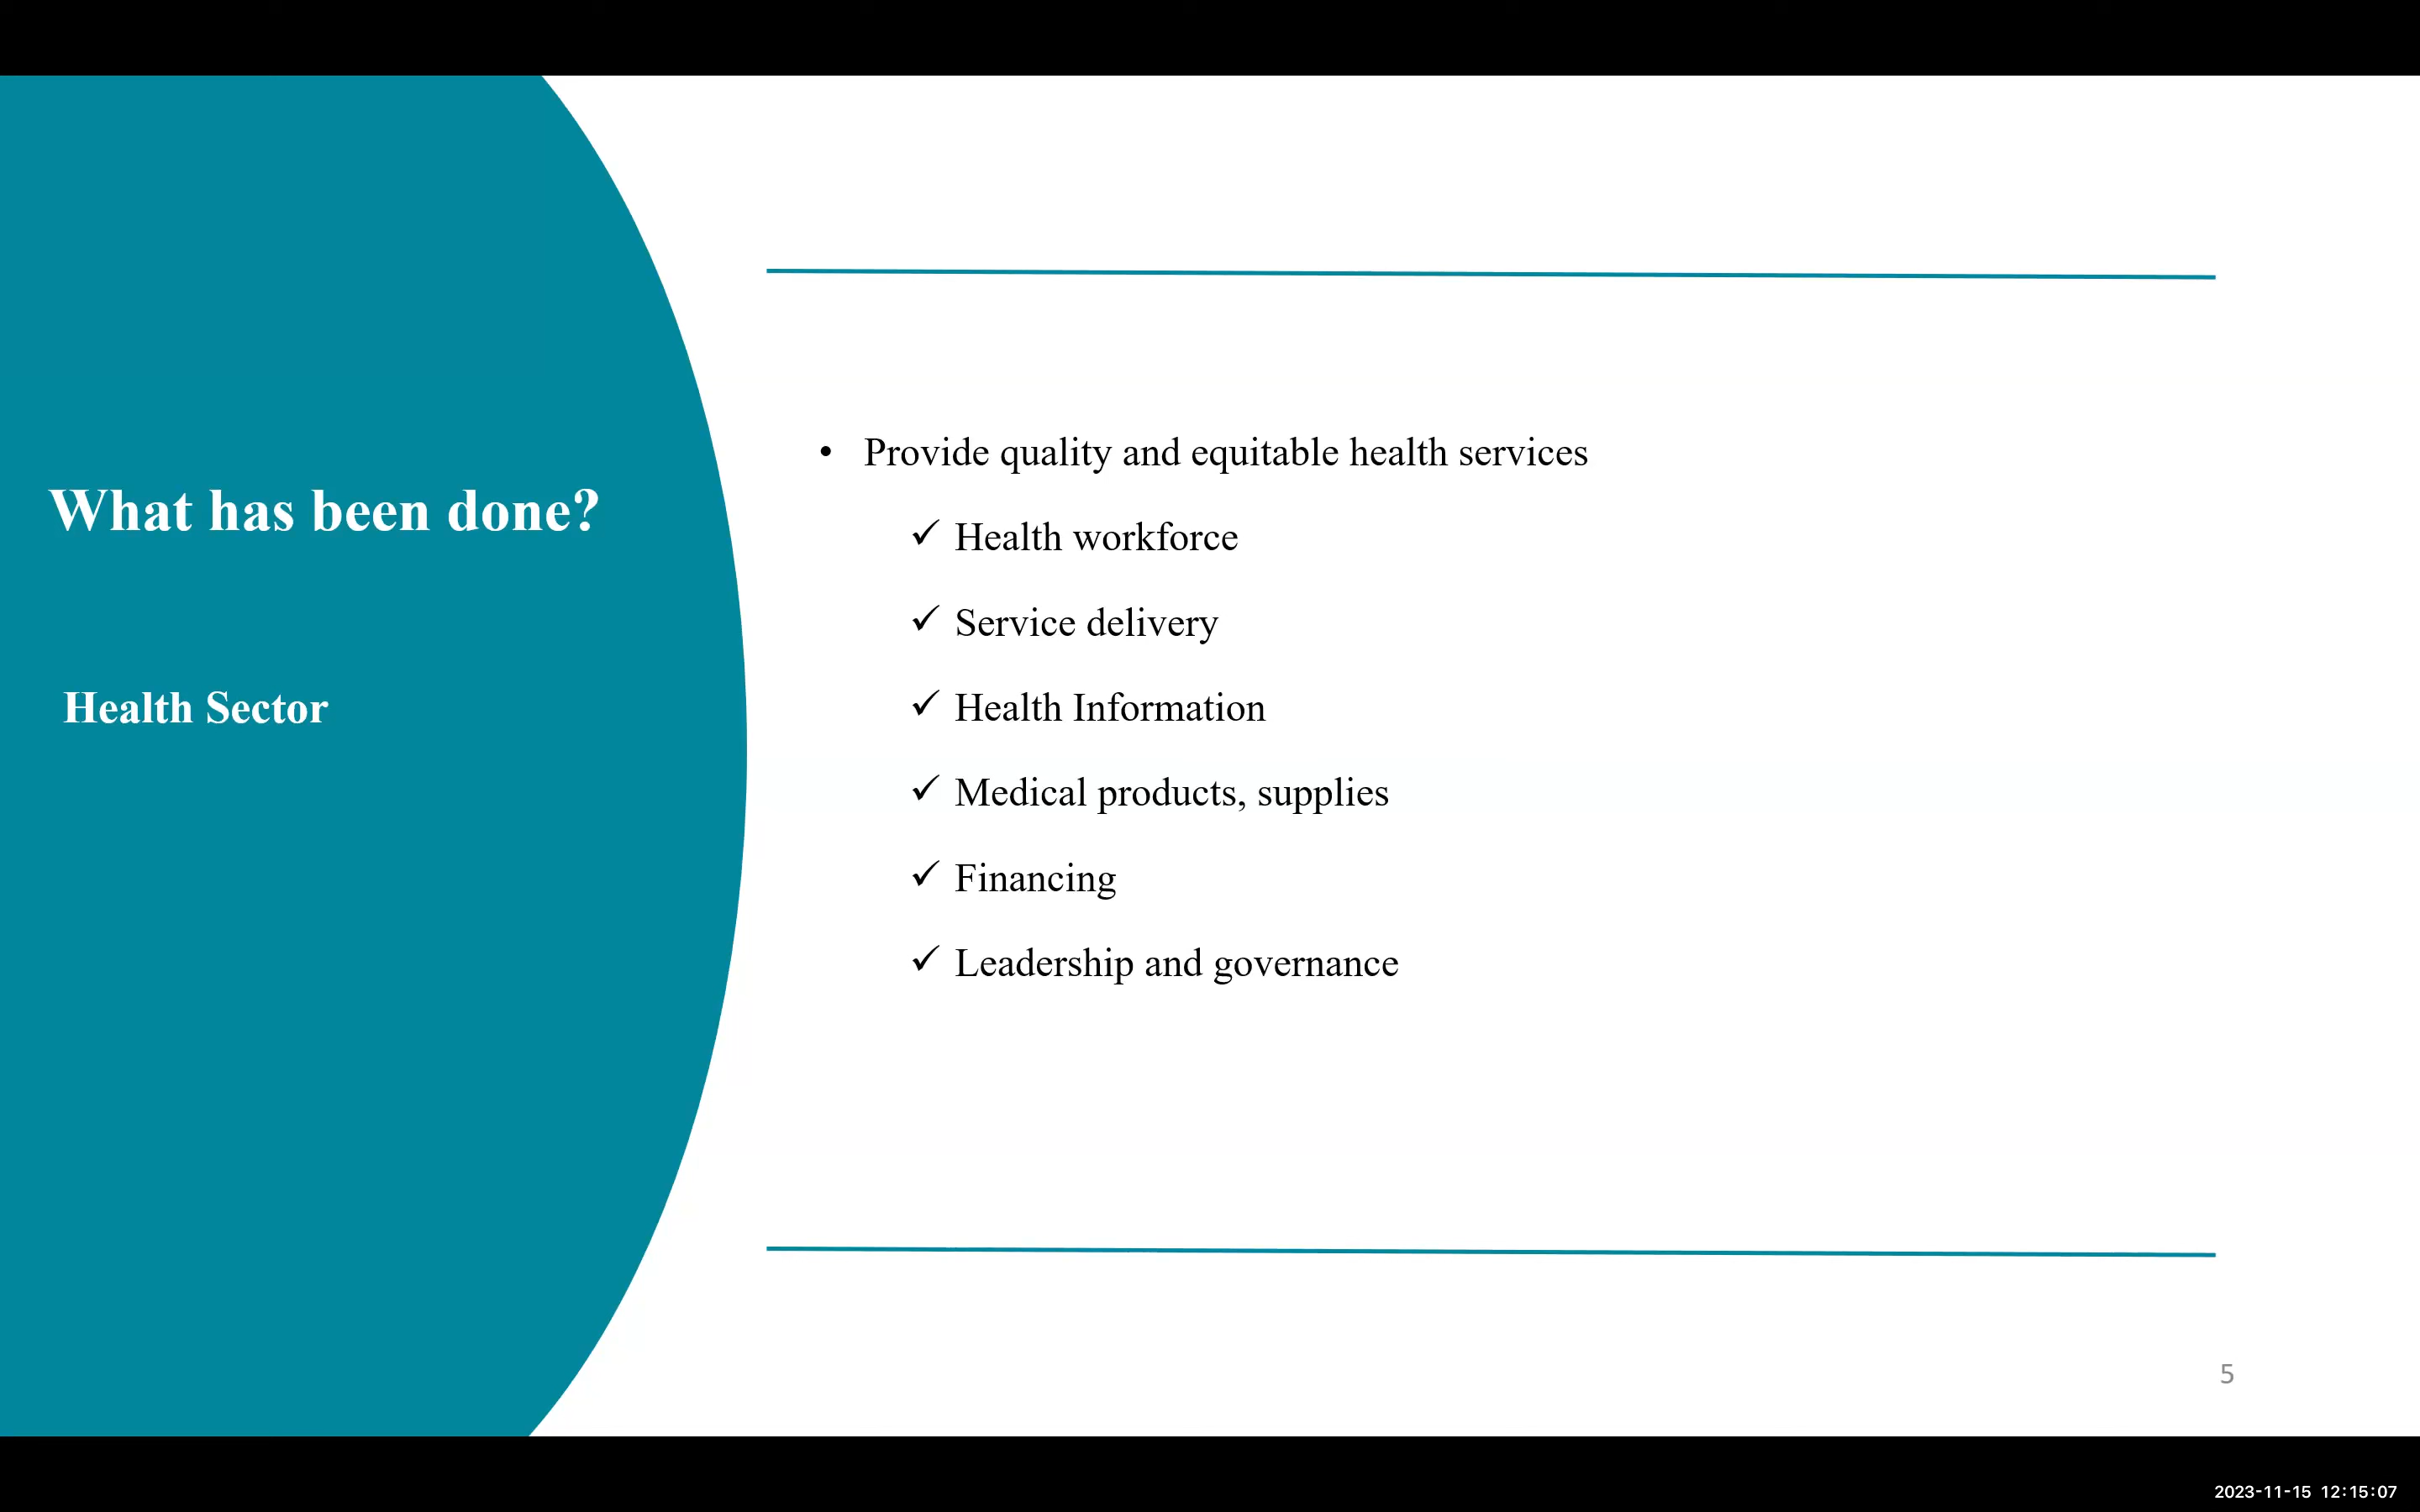 What has been done?
Health Sector
• Provide quality and equitable health services
✓ Health workforce
✓ Service delivery
✓ Health Information
✓ Medical products, supplies
✓ Financing
✓ Leadership and governance
5
2023-11-15 12:15:07